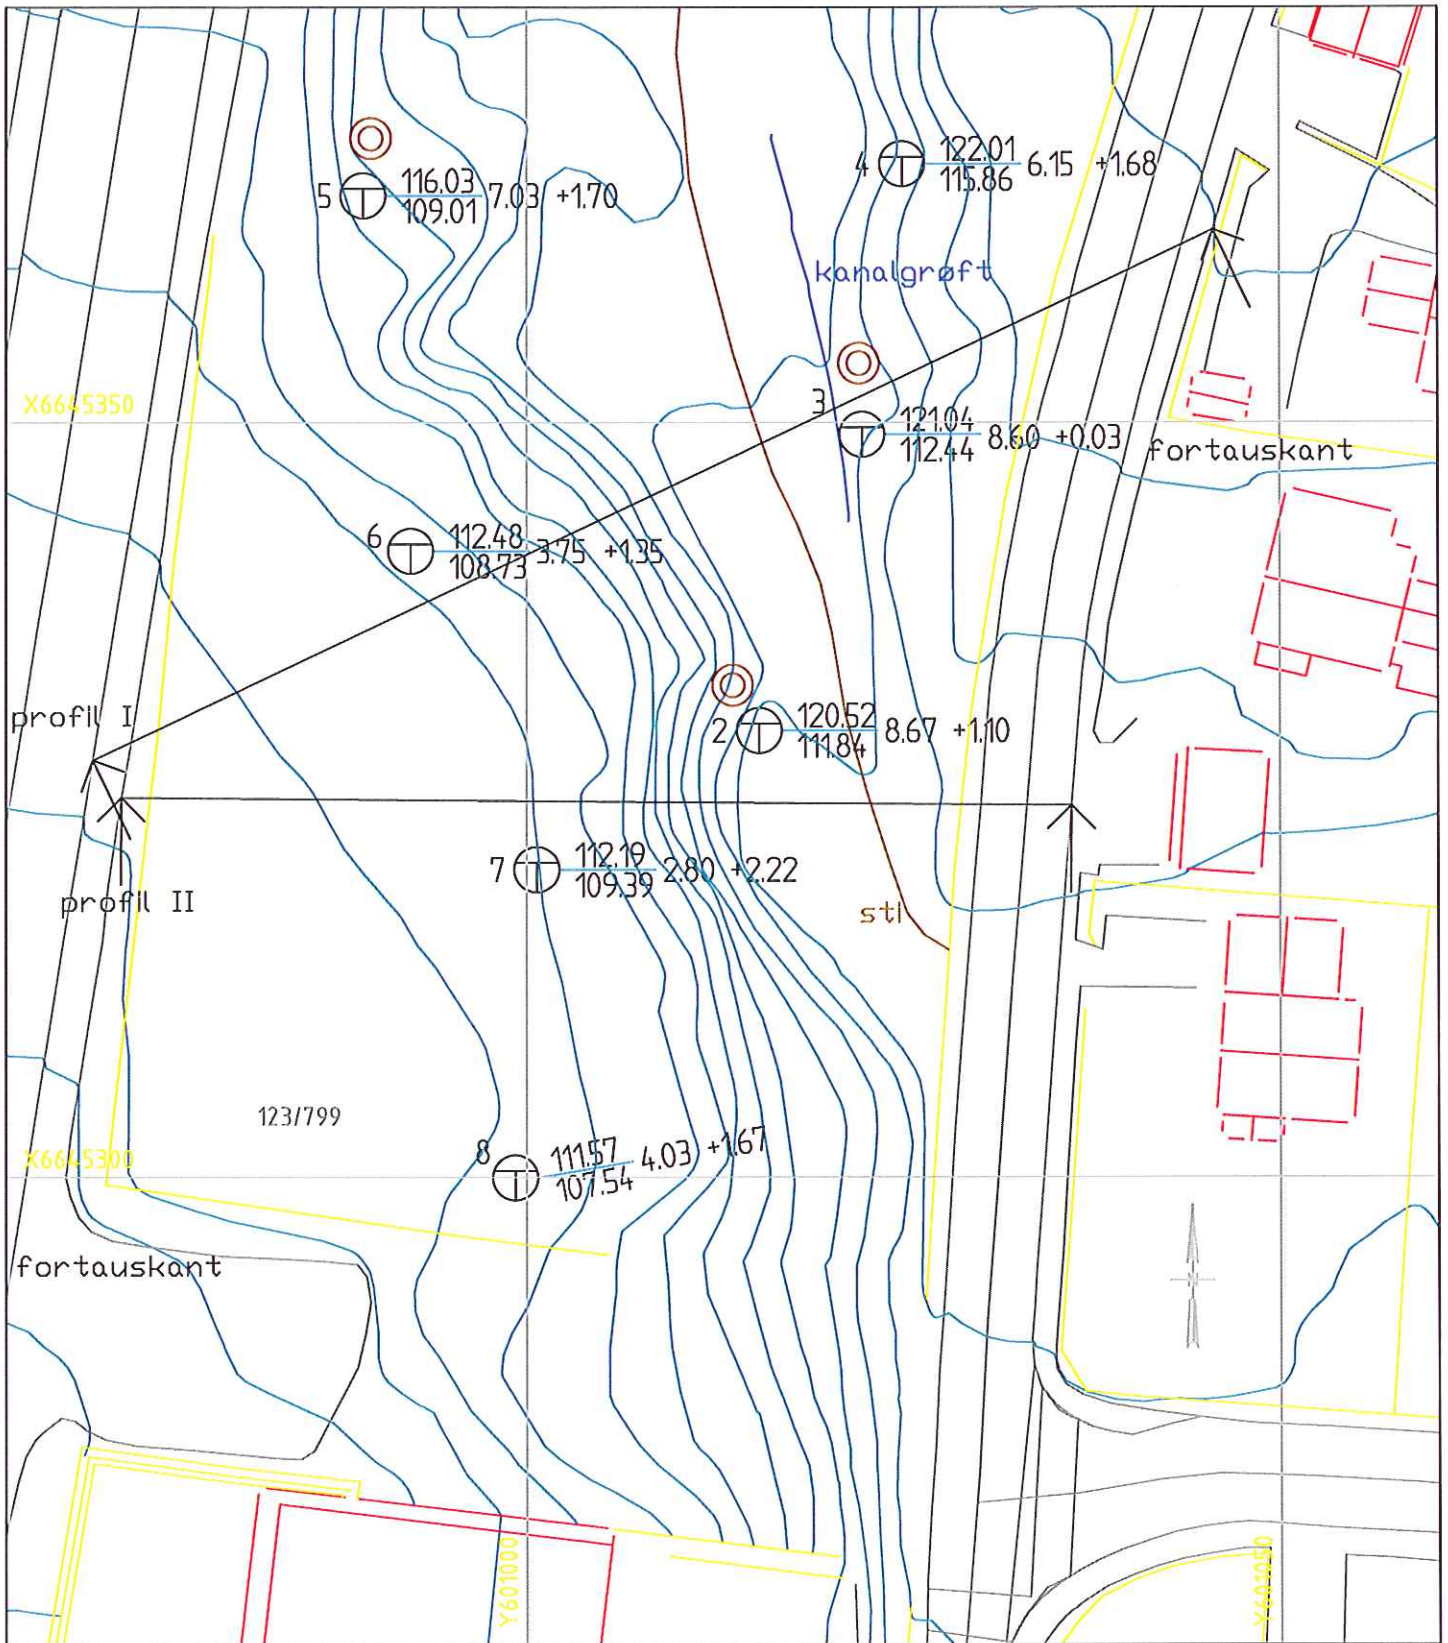 4 122.01 6.15 +1.68
115.86
5 116.03 7.03 +1.70
109.01
kanalgrøft
X6645350
3 121.04 8.60 +0.03
112.44
fortauskant
6 112.48 3.75 +1.35
108.73
profil I
2 120.52 8.67 +1.10
111.84
7 112.19 2.80 +2.22
109.39
profil II
sti
123/799
X6645300
8 111.57 4.03 +1.67
107.54
fortauskant
N
Y601000
Y601050